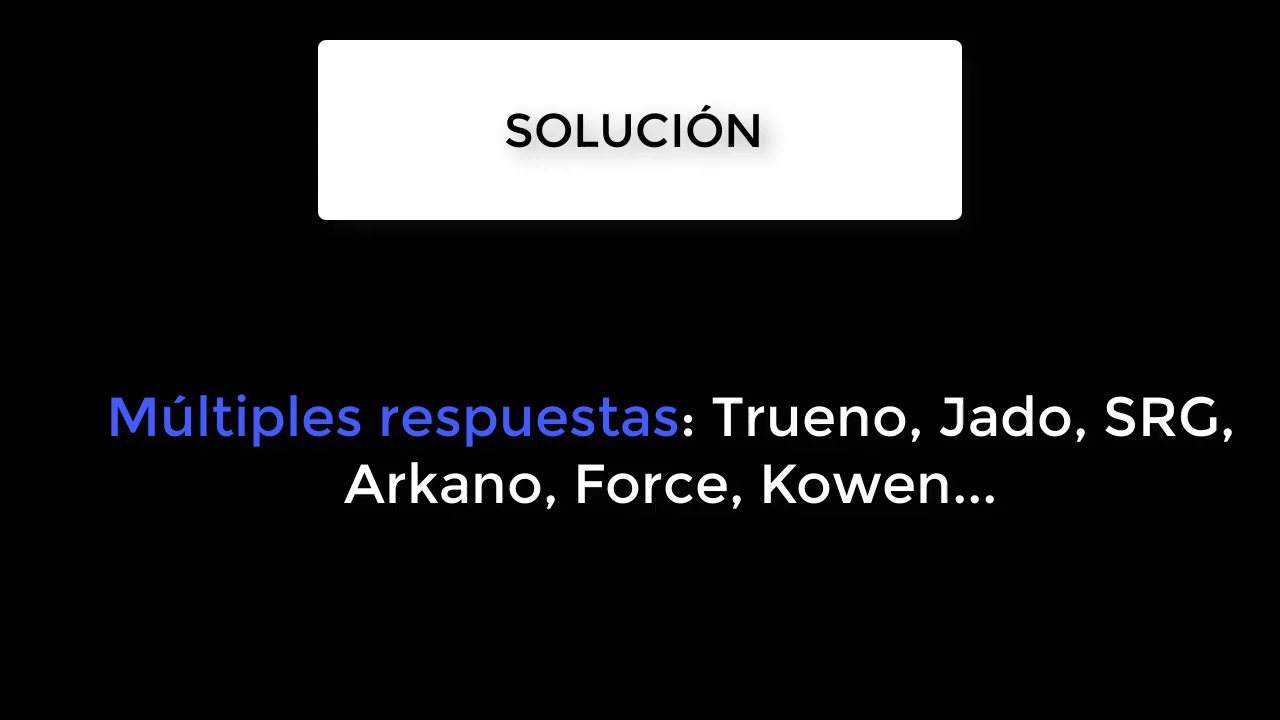 SOLUCIÓN
Múltiples respuestas: Trueno, Jado, SRG,
Arkano, Force, Kowen...